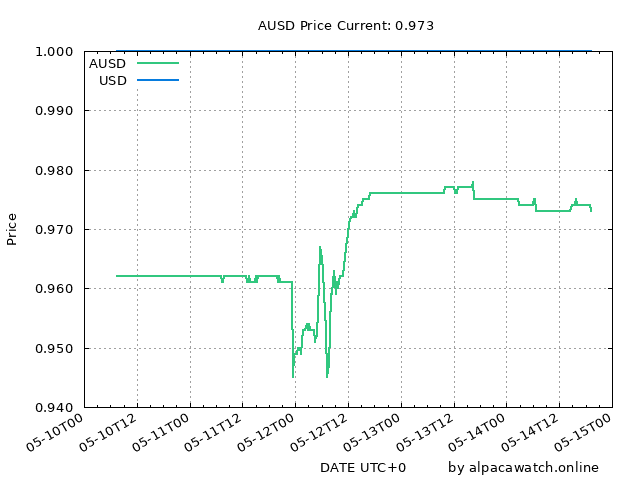 AUSD Price Current: 0.973
1.000
AUSD
USD
0.990
0.980
0.970
0.960
0.950
0.940
Price
05-10T00
05-10T12
05-11T00
05-11T12
05-12T00
05-12T12
05-13T00
05-13T12
05-14T00
05-14T12
05-15T00
DATE UTC+0
by alpacawatch.online